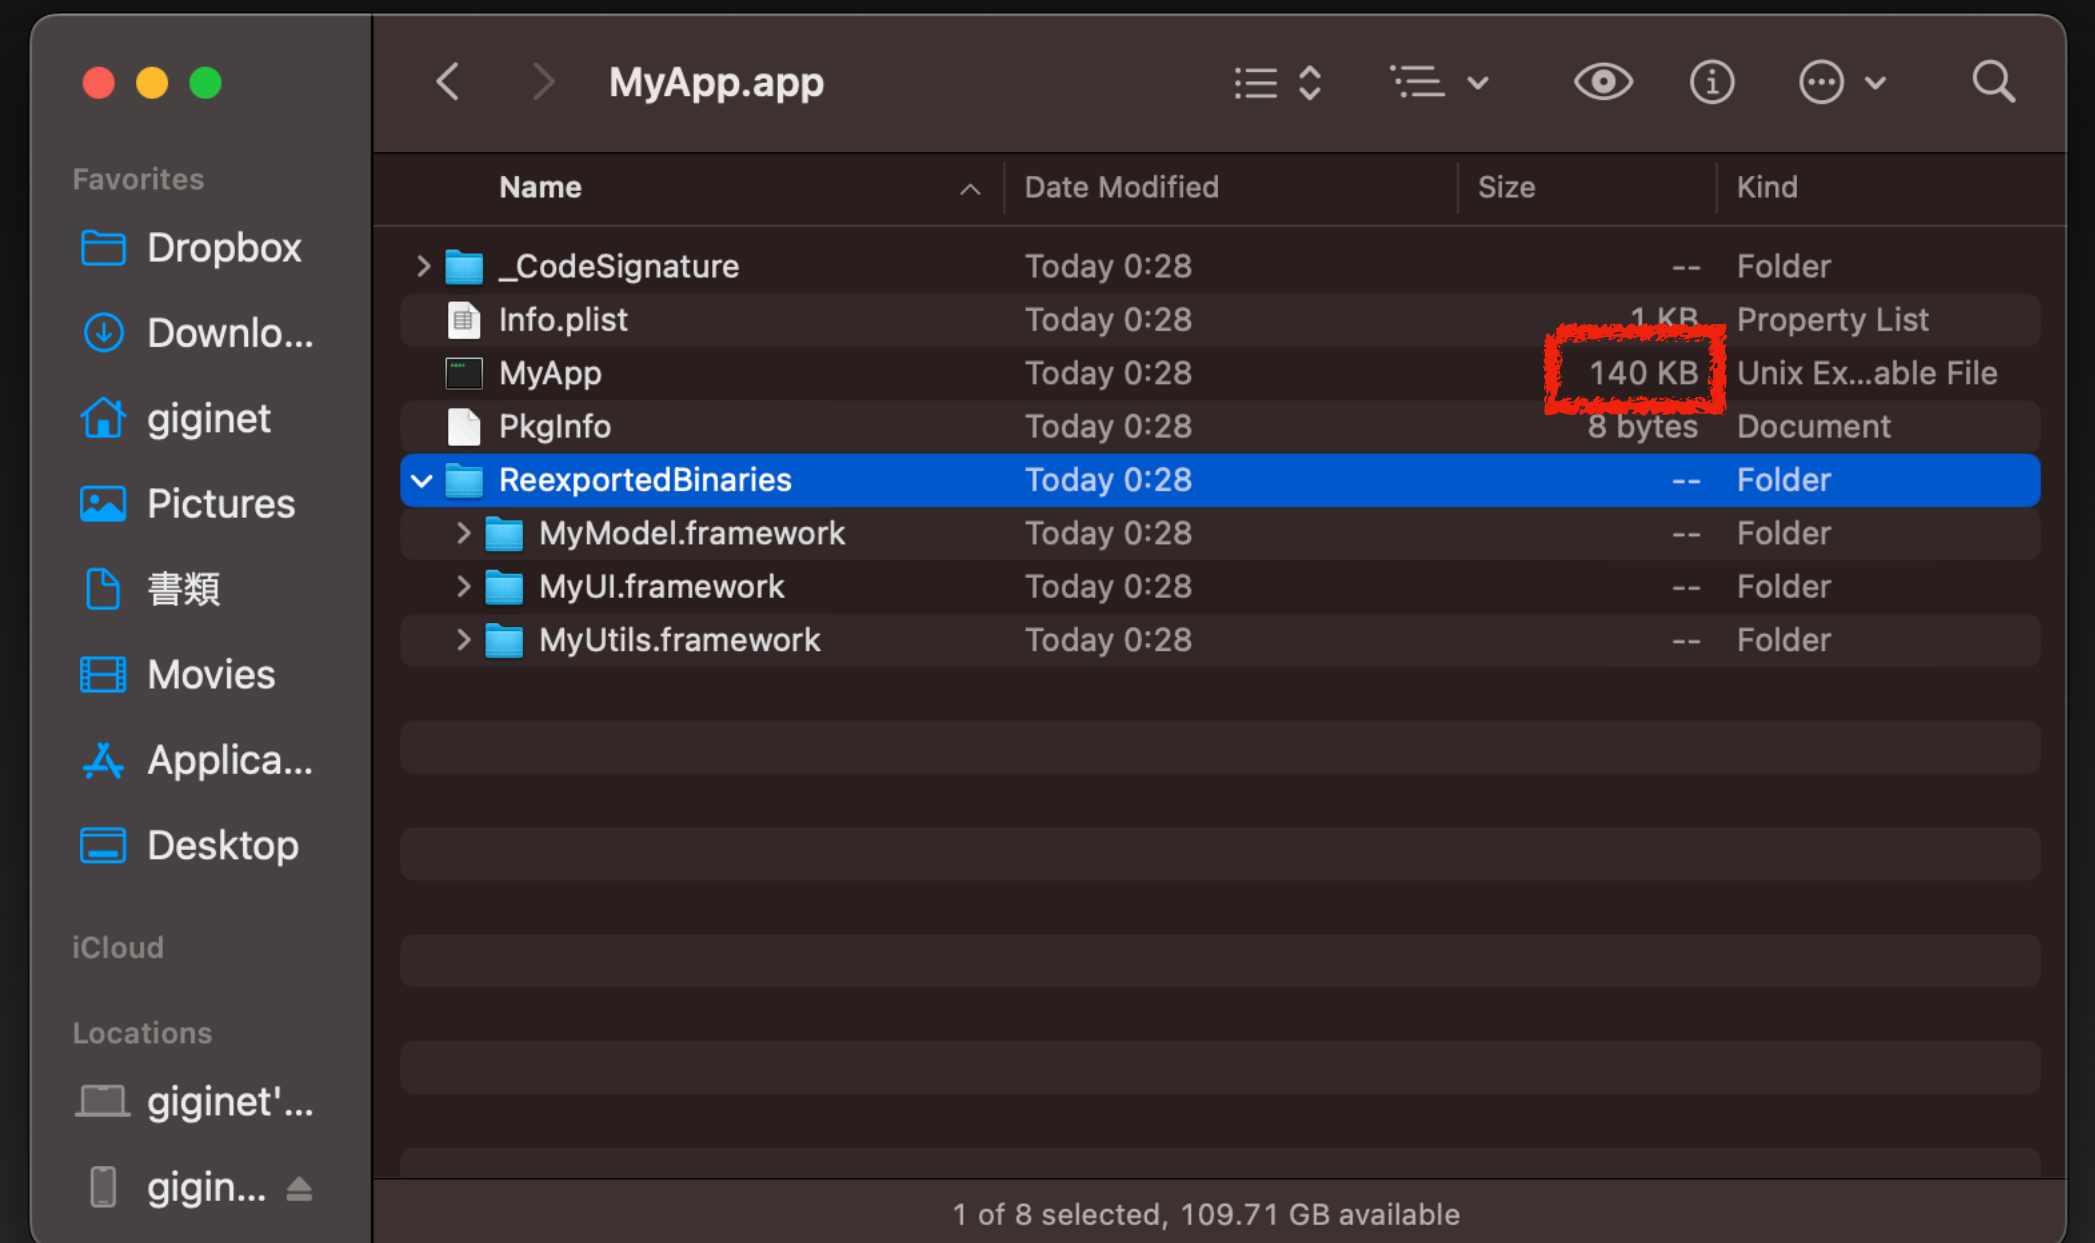 MyApp.app
Favorites
Dropbox
Downlo...
giginet
Pictures
書類
Movies
Applica...
Desktop
iCloud
Locations
giginet'...
gigin...
Name Date Modified Size Kind
_CodeSignature Today 0:28 -- Folder
Info.plist Today 0:28 1 KB Property List
MyApp Today 0:28 140 KB Unix Ex...able File
PkgInfo Today 0:28 8 bytes Document
ReexportedBinaries Today 0:28 -- Folder
MyModel.framework Today 0:28 -- Folder
MyUI.framework Today 0:28 -- Folder
MyUtils.framework Today 0:28 -- Folder
1 of 8 selected, 109.71 GB available